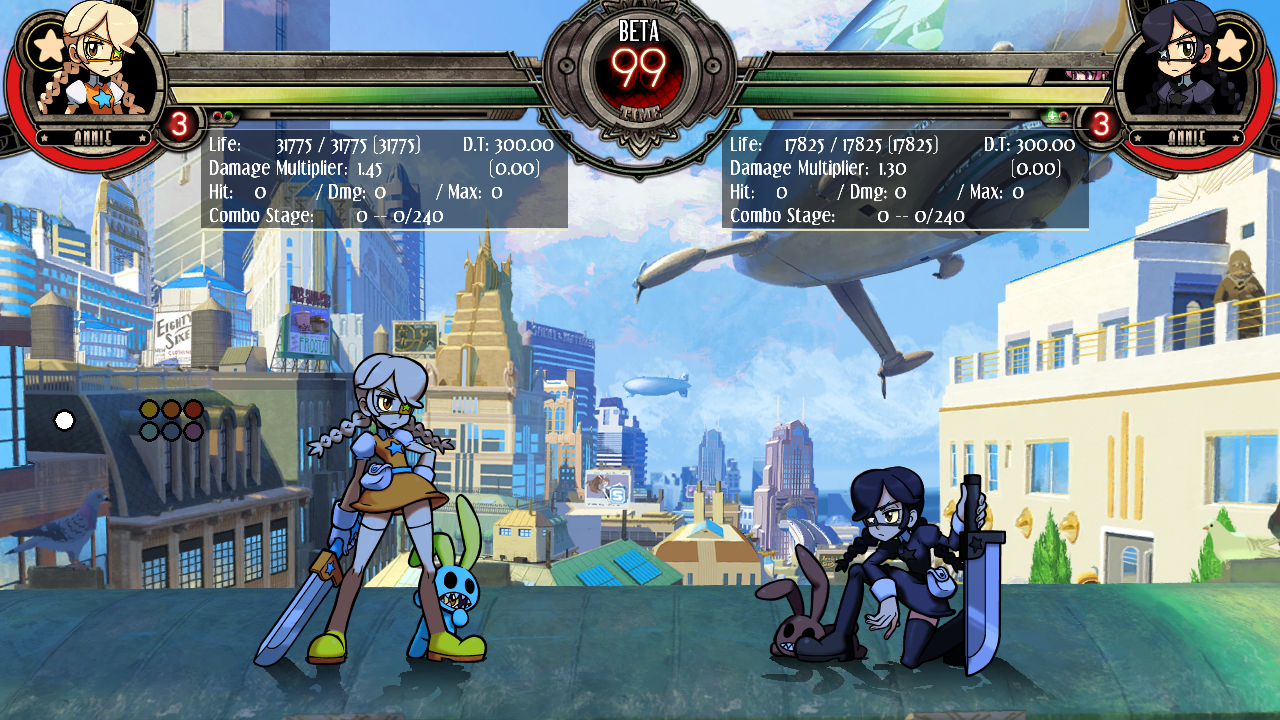 BETA
99
TIME
ANNIE
3
3
ANNIE
Life: 31775 / 31775 [31775] D.T: 300.00
Damage Multiplier: 1.45 [0.00]
Hit: 0 / Dmg: 0 / Max: 0
Combo Stage: 0 -- 0/240
Life: 17825 / 17825 [17825] D.T: 300.00
Damage Multiplier: 1.30 [0.00]
Hit: 0 / Dmg: 0 / Max: 0
Combo Stage: 0 -- 0/240
EIGHTY
SIXE
S